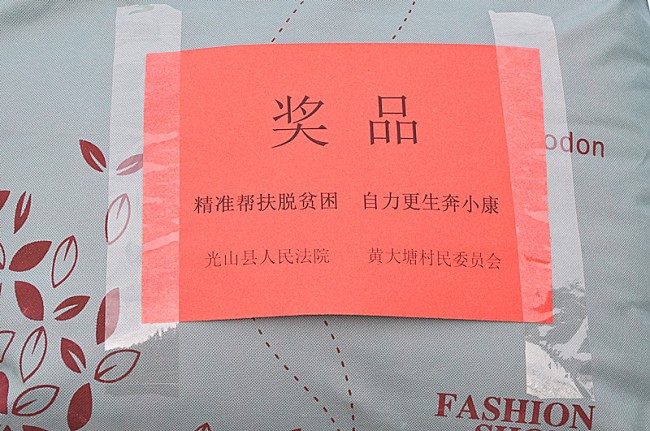 奖 品
精准帮扶脱贫困 自力更生奔小康
光山县人民法院 黄大塘村民委员会
odon
FASHION